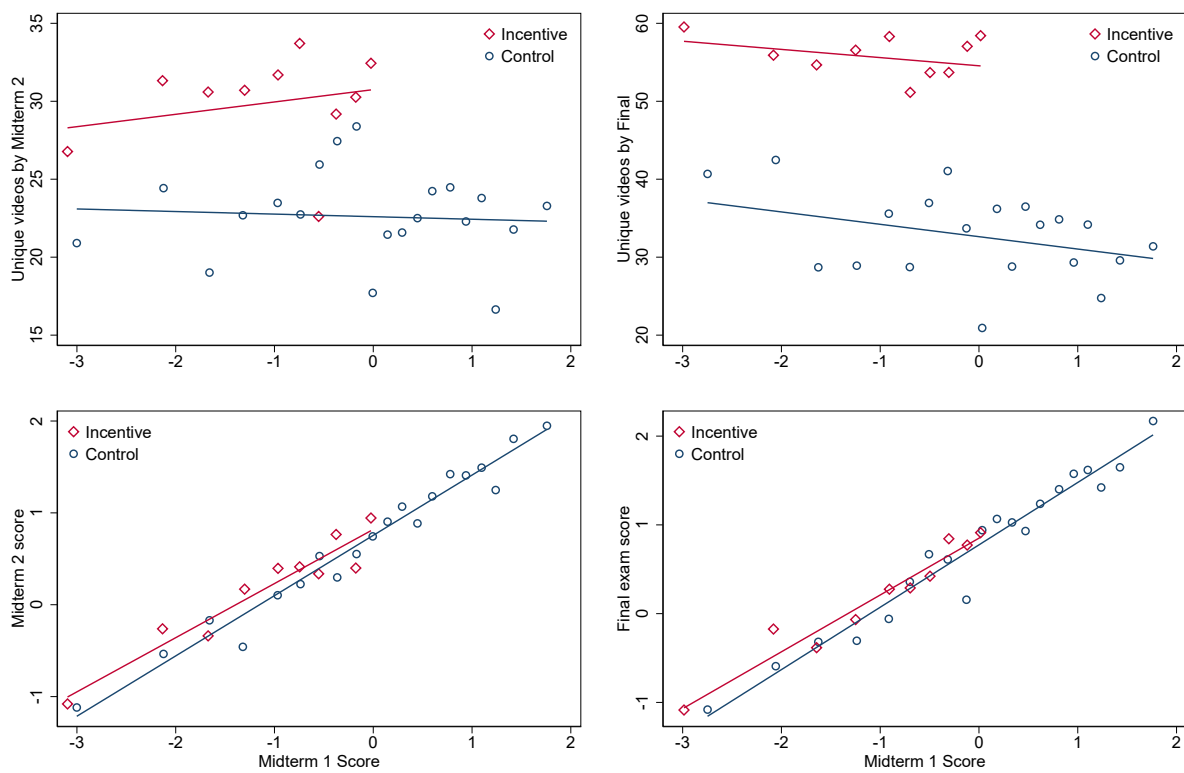 Unique videos by Midterm 2
35
30
25
20
15
Incentive
Control
-3 -2 -1 0 1 2
Unique videos by Final
60
50
40
30
20
Incentive
Control
-3 -2 -1 0 1 2
Midterm 2 score
2
1
0
-1
Incentive
Control
-3 -2 -1 0 1 2
Midterm 1 Score
Final exam score
2
1
0
-1
Incentive
Control
-3 -2 -1 0 1 2
Midterm 1 Score